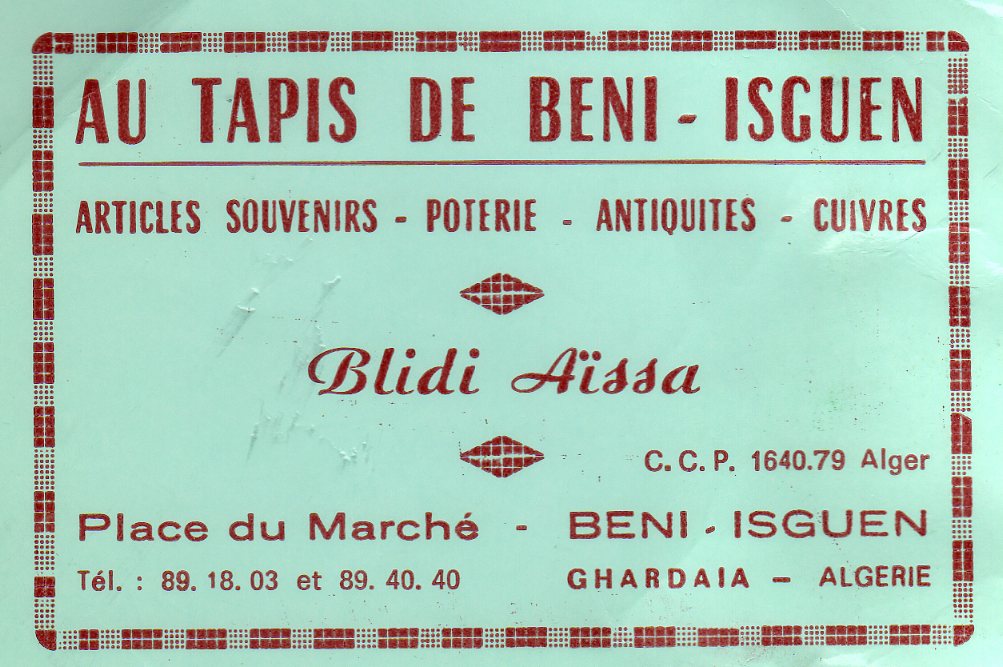 AU TAPIS DE BENI - ISGUEN
ARTICLES SOUVENIRS - POTERIE - ANTIQUITES - CUIVRES
Blidi Aïssa
C. C. P. 1640.79 Alger
Place du Marché - BENI - ISGUEN
Tél. : 89. 18. 03 et 89. 40. 40 GHARDAIA - ALGERIE